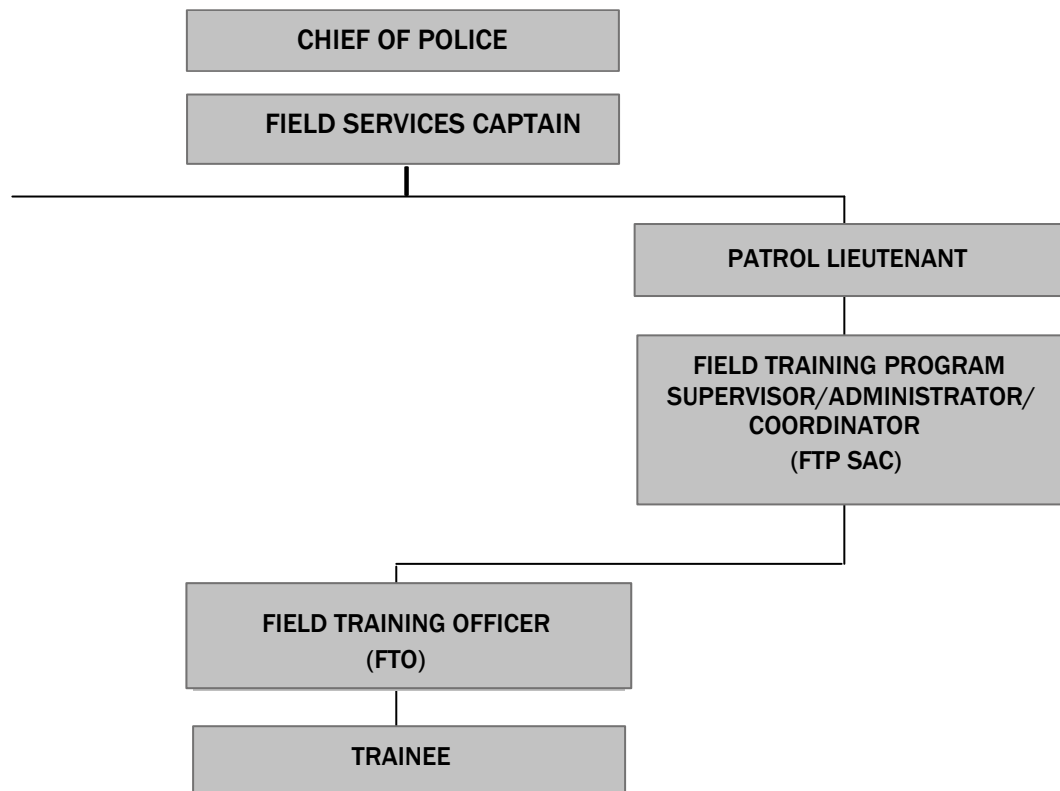 CHIEF OF POLICE
FIELD SERVICES CAPTAIN
PATROL LIEUTENANT
FIELD TRAINING PROGRAM
SUPERVISOR/ADMINISTRATOR/
COORDINATOR
(FTP SAC)
FIELD TRAINING OFFICER
(FTO)
TRAINEE